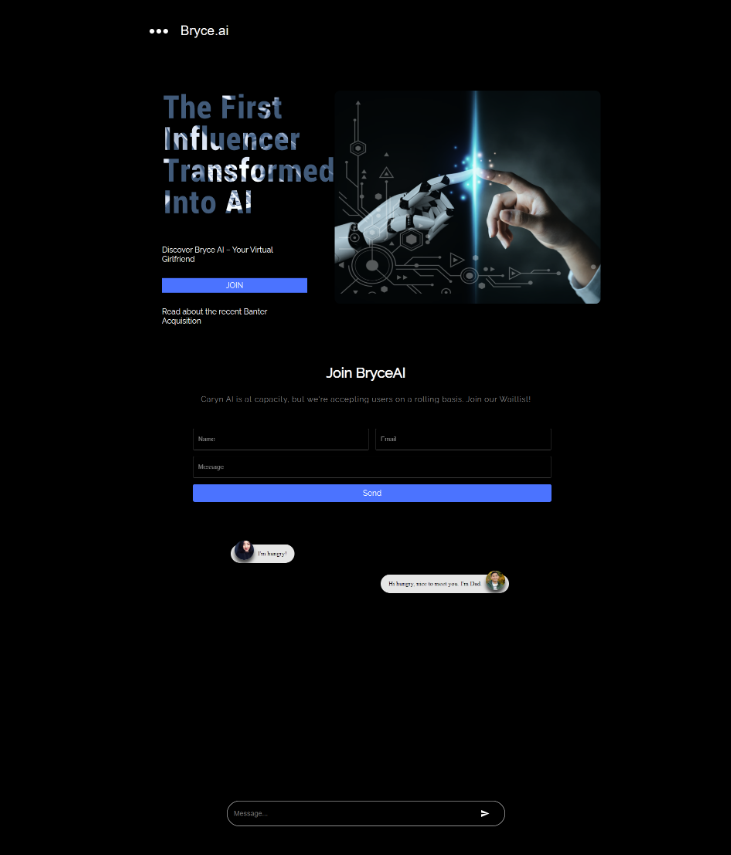 Bryce.ai
The First
Influencer
Transformed
Into AI
Discover Bryce AI – Your Virtual
Girlfriend
JOIN
Read about the recent Banter
Acquisition
Join BryceAI
Caryn AI is at capacity, but we're accepting users on a rolling basis. Join our Waitlist!
Name
Email
Message
Send
I'm hungry!
Hi hungry, nice to meet you. I'm Dad.
Message...